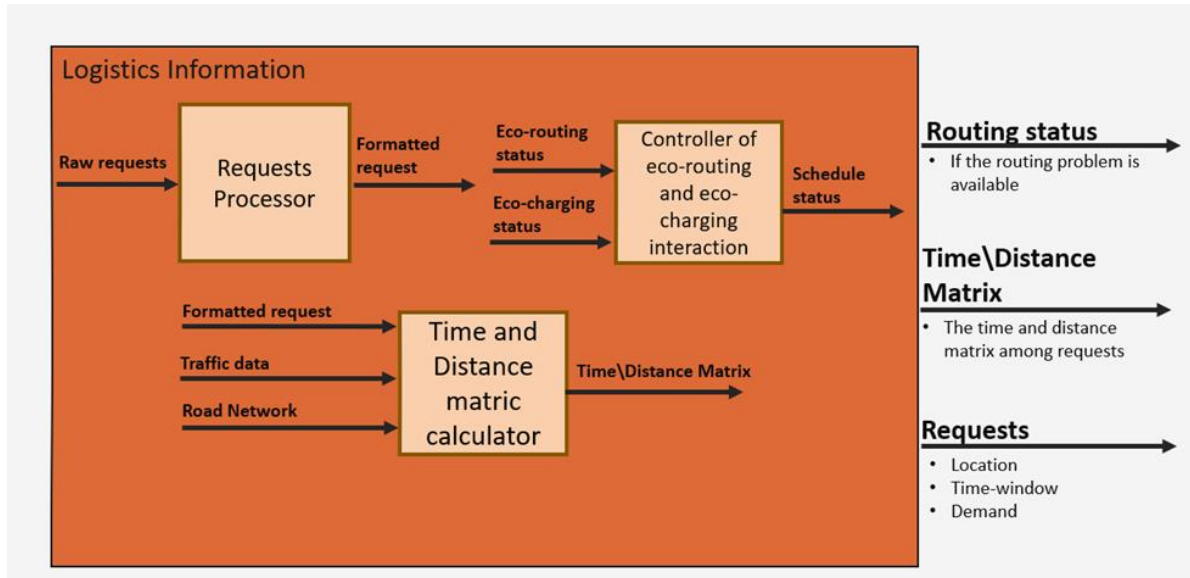 Logistics Information
Raw requests
Requests
Processor
Formatted
request
Eco-routing
status
Eco-charging
status
Controller of
eco-routing
and eco-
charging
interaction
Schedule
status
Formatted request
Traffic data
Road Network
Time and
Distance
matric
calculator
Time\Distance Matrix
Routing status
• If the routing problem is
available
Time\Distance
Matrix
• The time and distance
matrix among requests
Requests
• Location
• Time-window
• Demand